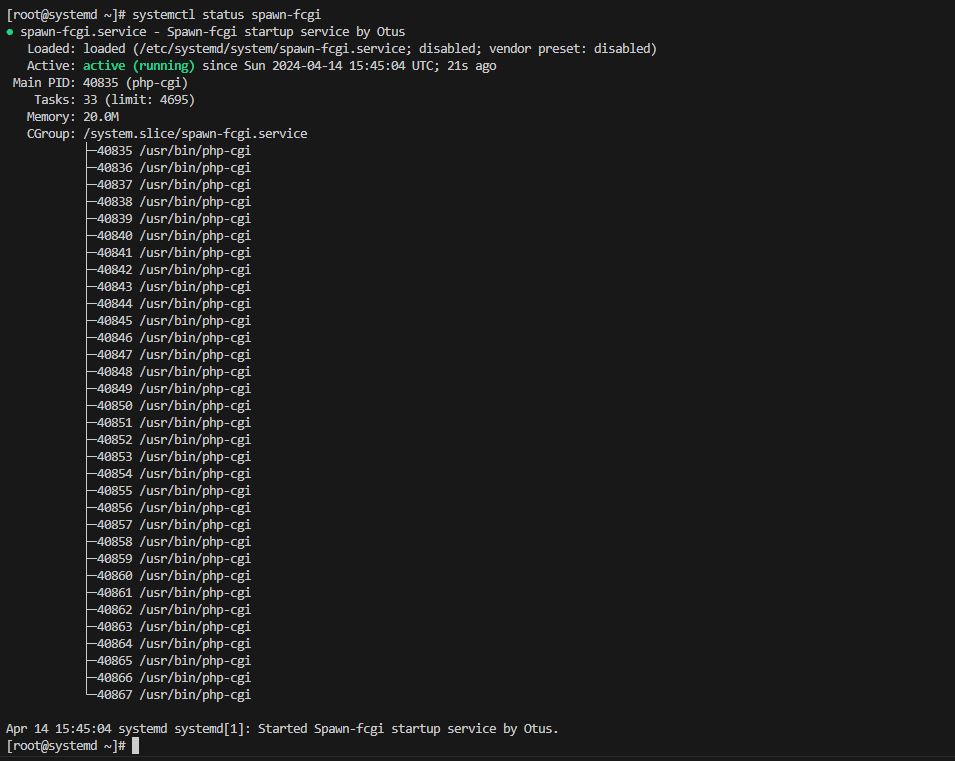 [root@systemd ~]# systemctl status spawn-fcgi
● spawn-fcgi.service - Spawn-fcgi startup service by Otus
   Loaded: loaded (/etc/systemd/system/spawn-fcgi.service; disabled; vendor preset: disabled)
   Active: active (running) since Sun 2024-04-14 15:45:04 UTC; 21s ago
 Main PID: 40835 (php-cgi)
    Tasks: 33 (limit: 4695)
   Memory: 20.0M
   CGroup: /system.slice/spawn-fcgi.service
           ├─40835 /usr/bin/php-cgi
           ├─40836 /usr/bin/php-cgi
           ├─40837 /usr/bin/php-cgi
           ├─40838 /usr/bin/php-cgi
           ├─40839 /usr/bin/php-cgi
           ├─40840 /usr/bin/php-cgi
           ├─40841 /usr/bin/php-cgi
           ├─40842 /usr/bin/php-cgi
           ├─40843 /usr/bin/php-cgi
           ├─40844 /usr/bin/php-cgi
           ├─40845 /usr/bin/php-cgi
           ├─40846 /usr/bin/php-cgi
           ├─40847 /usr/bin/php-cgi
           ├─40848 /usr/bin/php-cgi
           ├─40849 /usr/bin/php-cgi
           ├─40850 /usr/bin/php-cgi
           ├─40851 /usr/bin/php-cgi
           ├─40852 /usr/bin/php-cgi
           ├─40853 /usr/bin/php-cgi
           ├─40854 /usr/bin/php-cgi
           ├─40855 /usr/bin/php-cgi
           ├─40856 /usr/bin/php-cgi
           ├─40857 /usr/bin/php-cgi
           ├─40858 /usr/bin/php-cgi
           ├─40859 /usr/bin/php-cgi
           ├─40860 /usr/bin/php-cgi
           ├─40861 /usr/bin/php-cgi
           ├─40862 /usr/bin/php-cgi
           ├─40863 /usr/bin/php-cgi
           ├─40864 /usr/bin/php-cgi
           ├─40865 /usr/bin/php-cgi
           ├─40866 /usr/bin/php-cgi
           └─40867 /usr/bin/php-cgi

Apr 14 15:45:04 systemd systemd[1]: Started Spawn-fcgi startup service by Otus.
[root@systemd ~]#